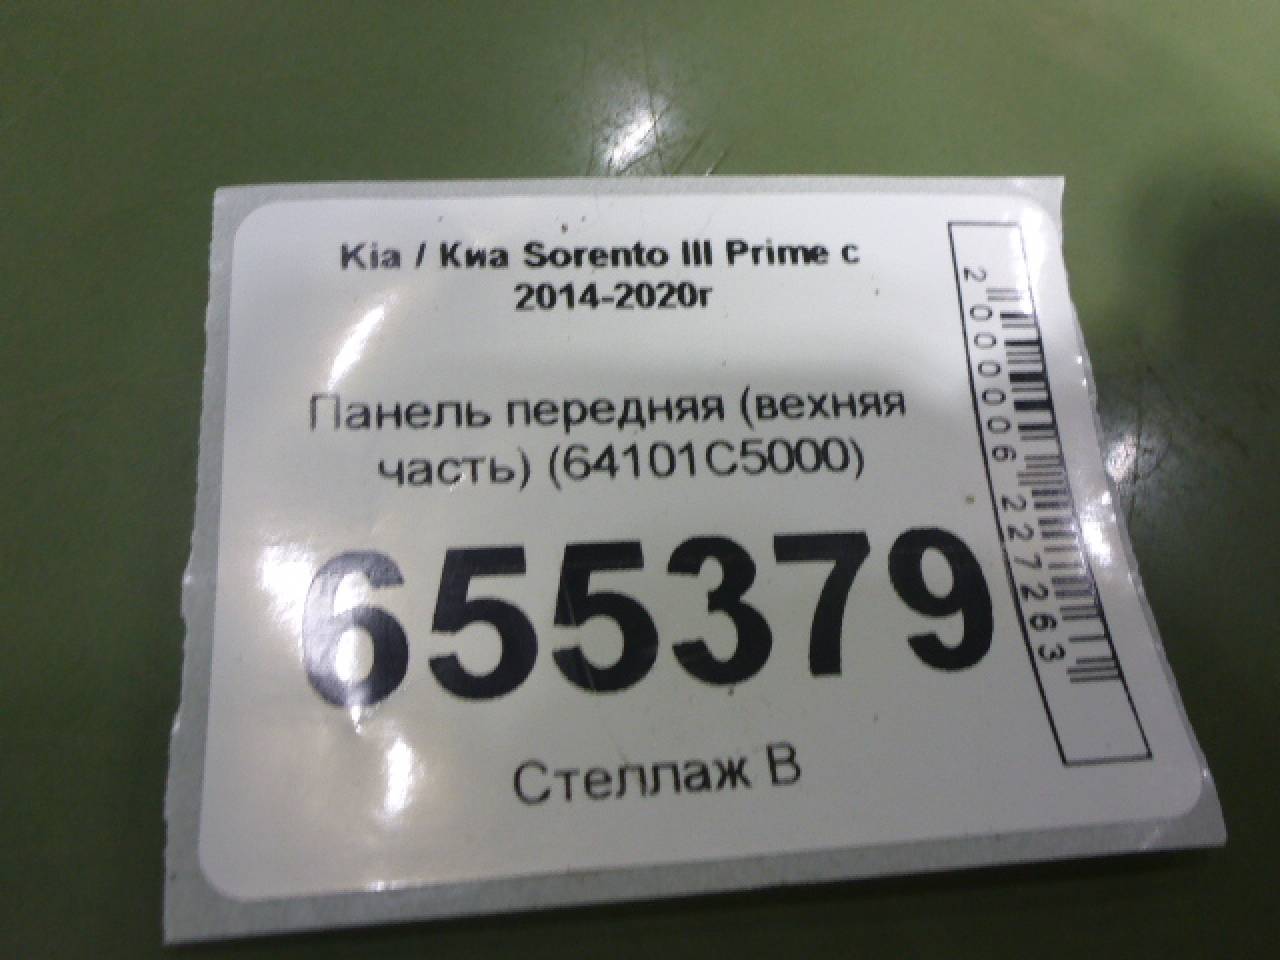 Kia / Киа Sorento III Prime с
2014-2020г
Панель передняя (вехняя
часть) (64101C5000)
655379
Стеллаж В
2000006227263